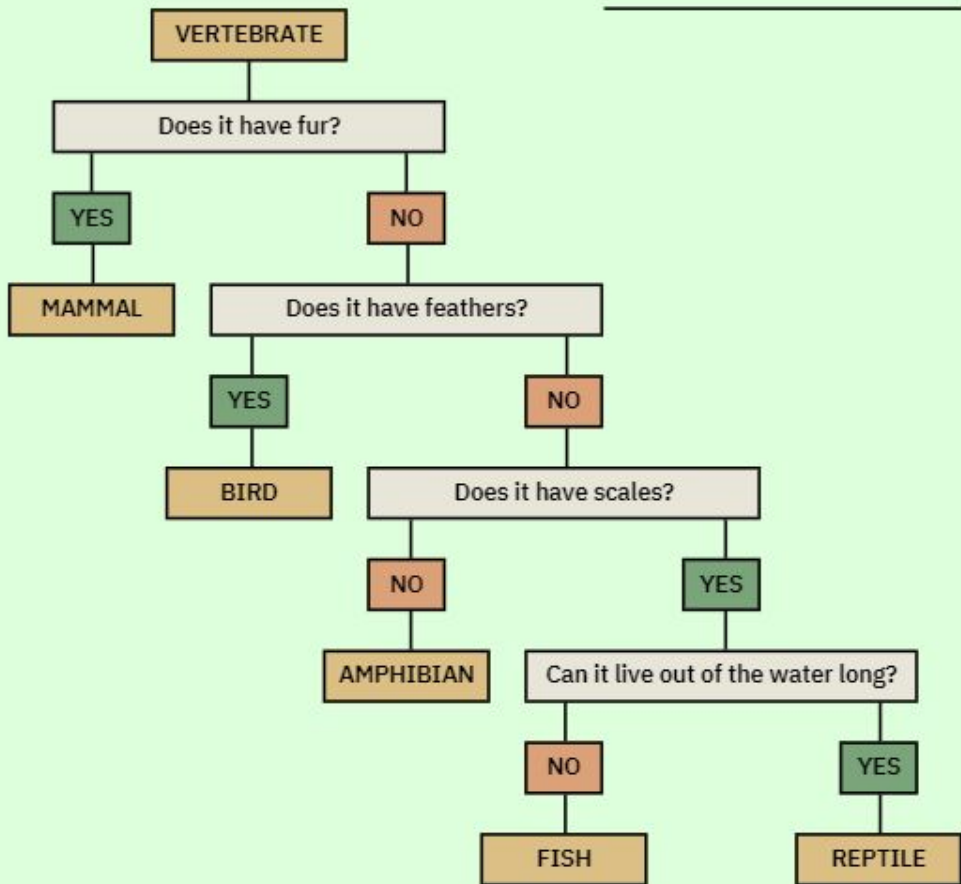 VERTEBRATE
Does it have fur?
YES
NO
MAMMAL
Does it have feathers?
YES
NO
BIRD
Does it have scales?
NO
YES
AMPHIBIAN
Can it live out of the water long?
NO
YES
FISH
REPTILE